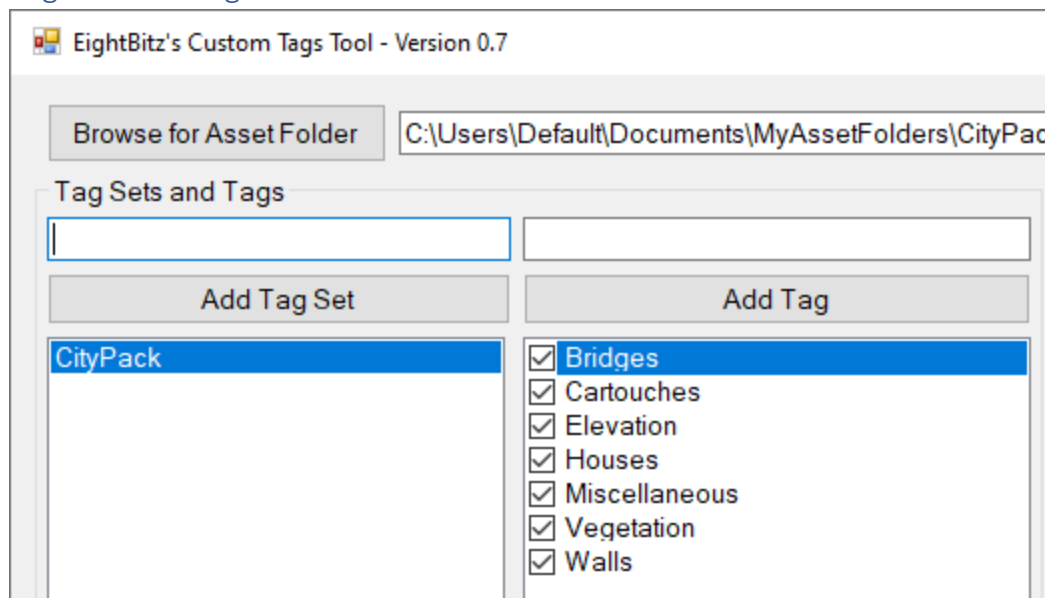 EightBitz's Custom Tags Tool - Version 0.7
Browse for Asset Folder
C:\Users\Default\Documents\MyAssetFolders\CityPac
Tag Sets and Tags
Add Tag Set
Add Tag
CityPack
Bridges
Cartouches
Elevation
Houses
Miscellaneous
Vegetation
Walls